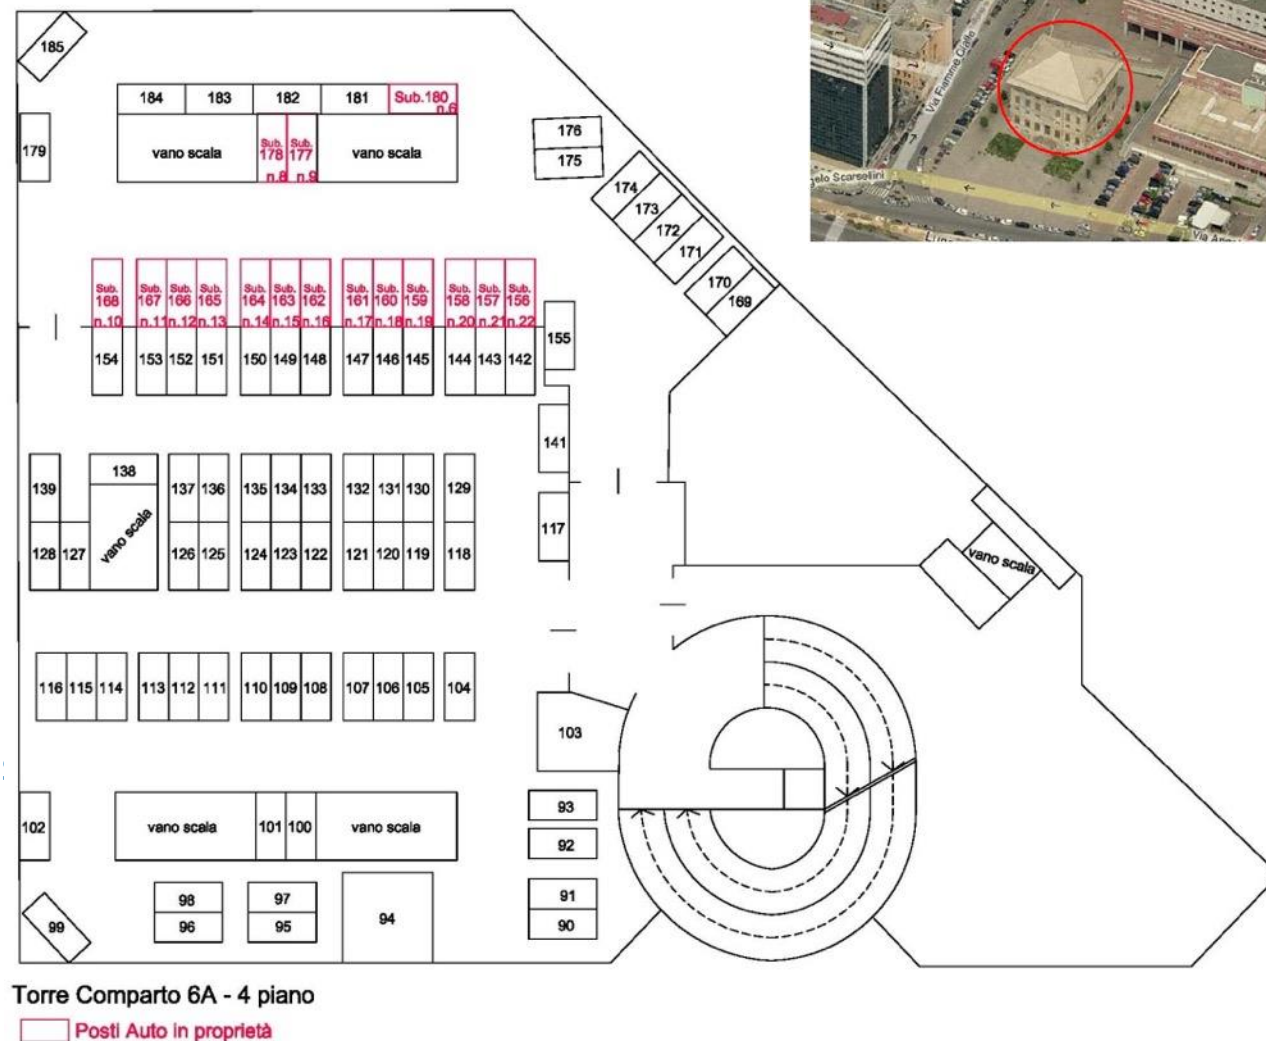 185
184 183 182 181 Sub.180 n.6
179 vano scala Sub. 178 n.8 Sub. 177 n.9 vano scala
176
175
174
173
172
171
170
169
Sub. Sub. Sub. Sub. Sub. Sub. Sub. Sub. Sub. Sub. Sub. Sub. Sub.
168 167 166 165 164 163 162 161 160 159 158 157 156
n.10 n.11 n.12 n.13 n.14 n.15 n.16 n.17 n.18 n.19 n.20 n.21 n.22
155
154 153 152 151 150 149 148 147 146 145 144 143 142
141
138
139 137 136 135 134 133 132 131 130 129
vano scala
117
128 127 126 125 124 123 122 121 120 119 118
vano scala
116 115 114 113 112 111 110 109 108 107 106 105 104
103
93
102 vano scala 101 100 vano scala
92
98 97
91
96 95
90
94
99
Via Fiamme Gialle
gelo Scarsellini
Lung
Via Ang
Torre Comparto 6A - 4 piano
Posti Auto in proprietà